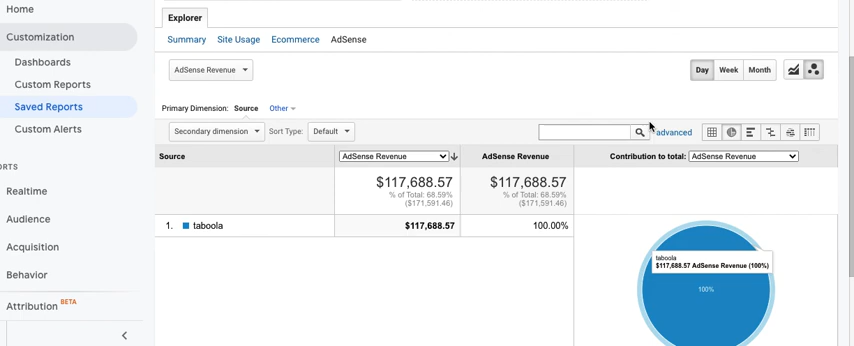 Home
Customization
Dashboards
Custom Reports
Saved Reports
Custom Alerts
ORTS
Realtime
Audience
Acquisition
Behavior
Attribution BETA
Explorer
Summary Site Usage Ecommerce AdSense
AdSense Revenue
Day Week Month
Primary Dimension: Source Other
Secondary dimension Sort Type: Default advanced
Source AdSense Revenue AdSense Revenue Contribution to total: AdSense Revenue
$117,688.57 $117,688.57
% of Total: 68.59% % of Total: 68.59%
($171,591.46) ($171,591.46)
1. taboola $117,688.57 100.00%
taboola
$117,688.57 AdSense Revenue (100%)
100%